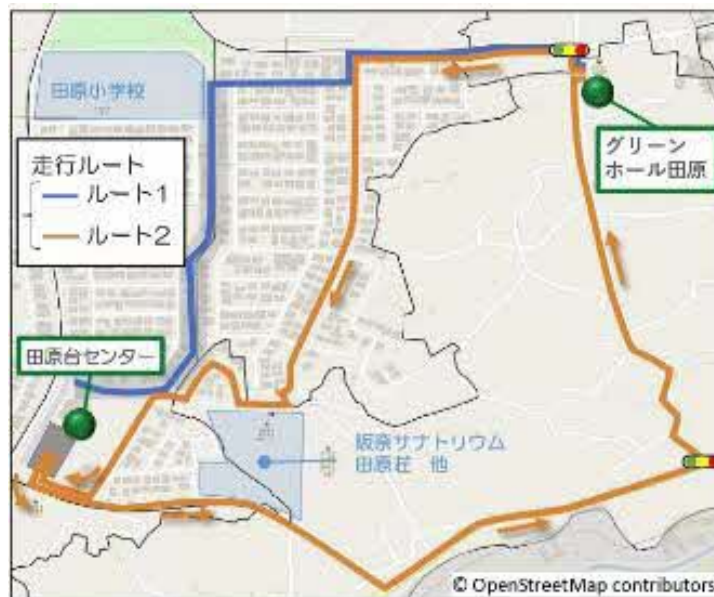 田原小学校
グリーン
ホール田原
走行ルート
ルート1
ルート2
田原台センター
阪奈サナトリウム
田原荘 他
© OpenStreetMap contributors